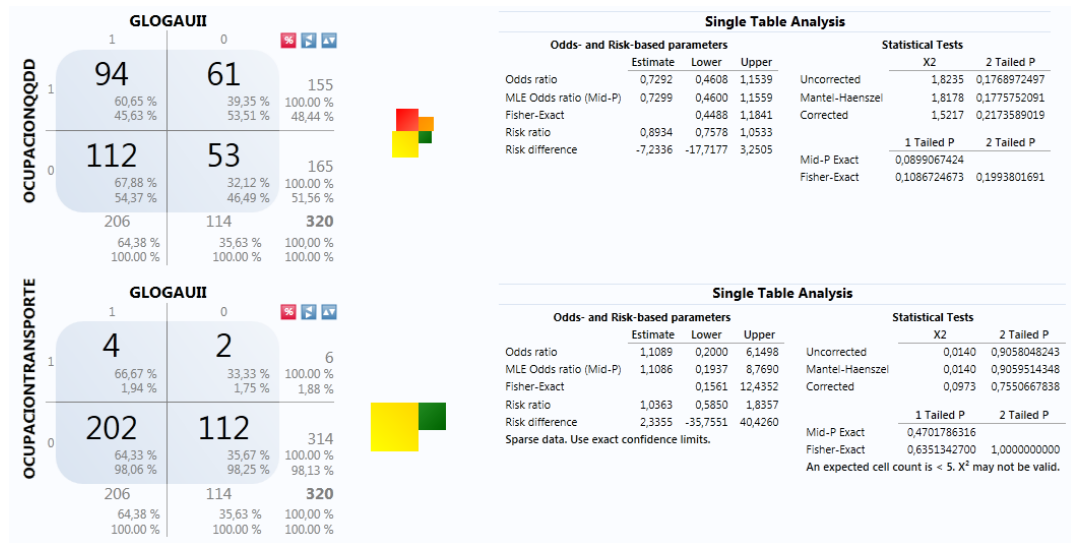 GLOGAUII
1 0
%
OCUPACIONQQDD
1 94 61 155
60,65 % 39,35 % 100.00 %
45,63 % 53,51 % 48,44 %
0 112 53 165
67,88 % 32,12 % 100.00 %
54,37 % 46,49 % 51,56 %
206 114 320
64,38 % 35,63 % 100,00 %
100.00 % 100.00 % 100.00 %
Single Table Analysis
Odds- and Risk-based parameters
Estimate Lower Upper
Odds ratio 0,7292 0,4608 1,1539
MLE Odds ratio (Mid-P) 0,7299 0,4600 1,1559
Fisher-Exact 0,4488 1,1841
Risk ratio 0,8934 0,7578 1,0533
Risk difference -7,2336 -17,7177 3,2505
Statistical Tests
X2 2 Tailed P
Uncorrected 1,8235 0,1768972497
Mantel-Haenszel 1,8178 0,1775752091
Corrected 1,5217 0,2173589019
1 Tailed P 2 Tailed P
Mid-P Exact 0,0899067424
Fisher-Exact 0,1086724673 0,1993801691
GLOGAUII
1 0
%
OCUPACIONTRANSPORTE
1 4 2 6
66,67 % 33,33 % 100.00 %
1,94 % 1,75 % 1,88 %
0 202 112 314
64,33 % 35,67 % 100.00 %
98,06 % 98,25 % 98,13 %
206 114 320
64,38 % 35,63 % 100,00 %
100.00 % 100.00 % 100.00 %
Single Table Analysis
Odds- and Risk-based parameters
Estimate Lower Upper
Odds ratio 1,1089 0,2000 6,1498
MLE Odds ratio (Mid-P) 1,1086 0,1937 8,7690
Fisher-Exact 0,1561 12,4352
Risk ratio 1,0363 0,5850 1,8357
Risk difference 2,3355 -35,7551 40,4260
Sparse data. Use exact confidence limits.
Statistical Tests
X2 2 Tailed P
Uncorrected 0,0140 0,9058048243
Mantel-Haenszel 0,0140 0,9059514348
Corrected 0,0973 0,7550667838
1 Tailed P 2 Tailed P
Mid-P Exact 0,4701786316
Fisher-Exact 0,6351342700 1,0000000000
An expected cell count is < 5. X² may not be valid.